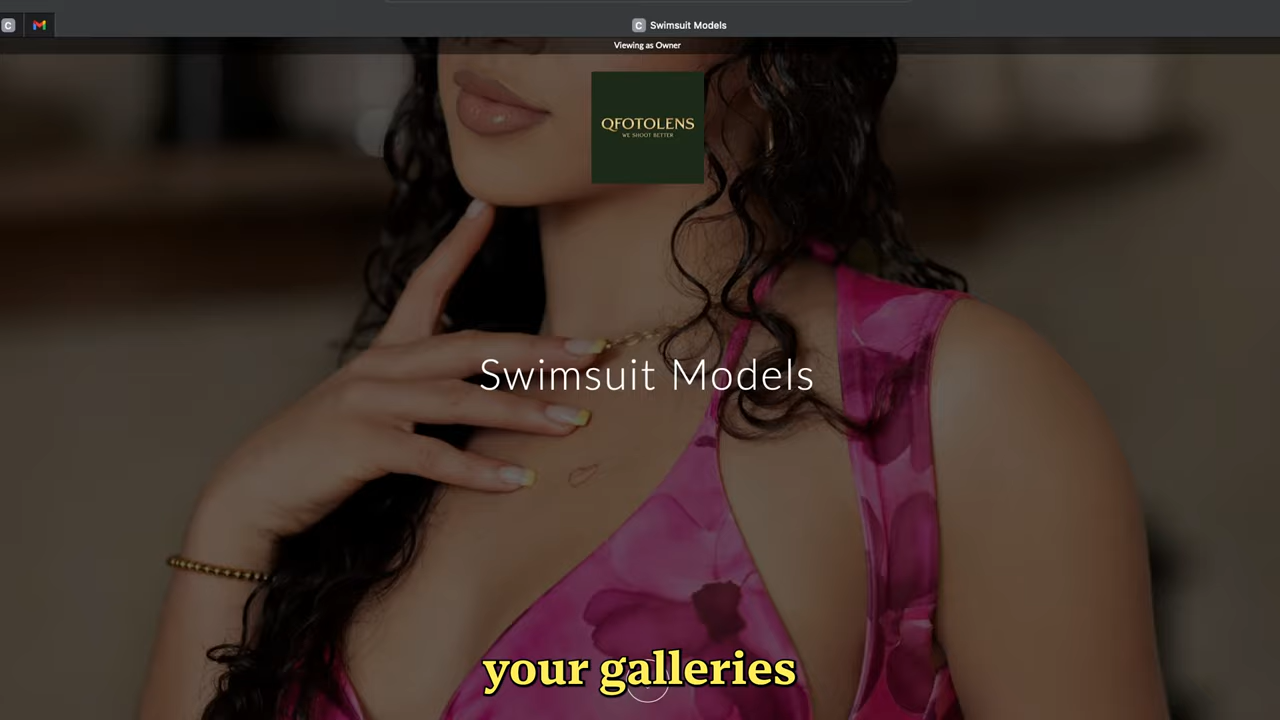 C
C Swimsuit Models
Viewing as Owner
QFOTOLENS
WE SHOOT BETTER
Swimsuit Models
your galleries